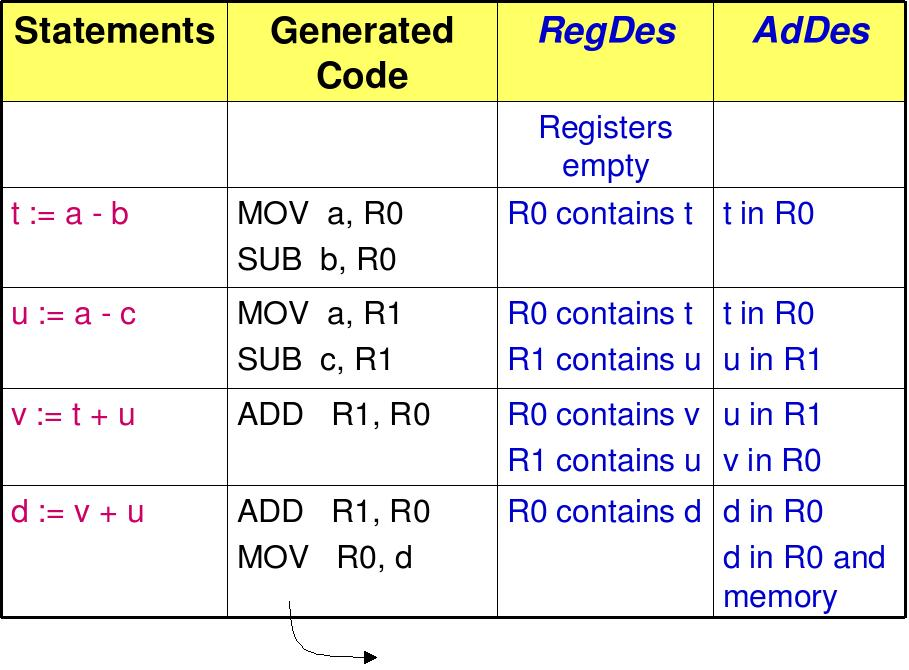 Statements Generated Code RegDes AdDes
Registers empty
t := a - b MOV a, R0 R0 contains t t in R0
SUB b, R0
u := a - c MOV a, R1 R0 contains t t in R0
SUB c, R1 R1 contains u u in R1
v := t + u ADD R1, R0 R0 contains v u in R1
R1 contains u v in R0
d := v + u ADD R1, R0 R0 contains d d in R0
MOV R0, d d in R0 and
memory